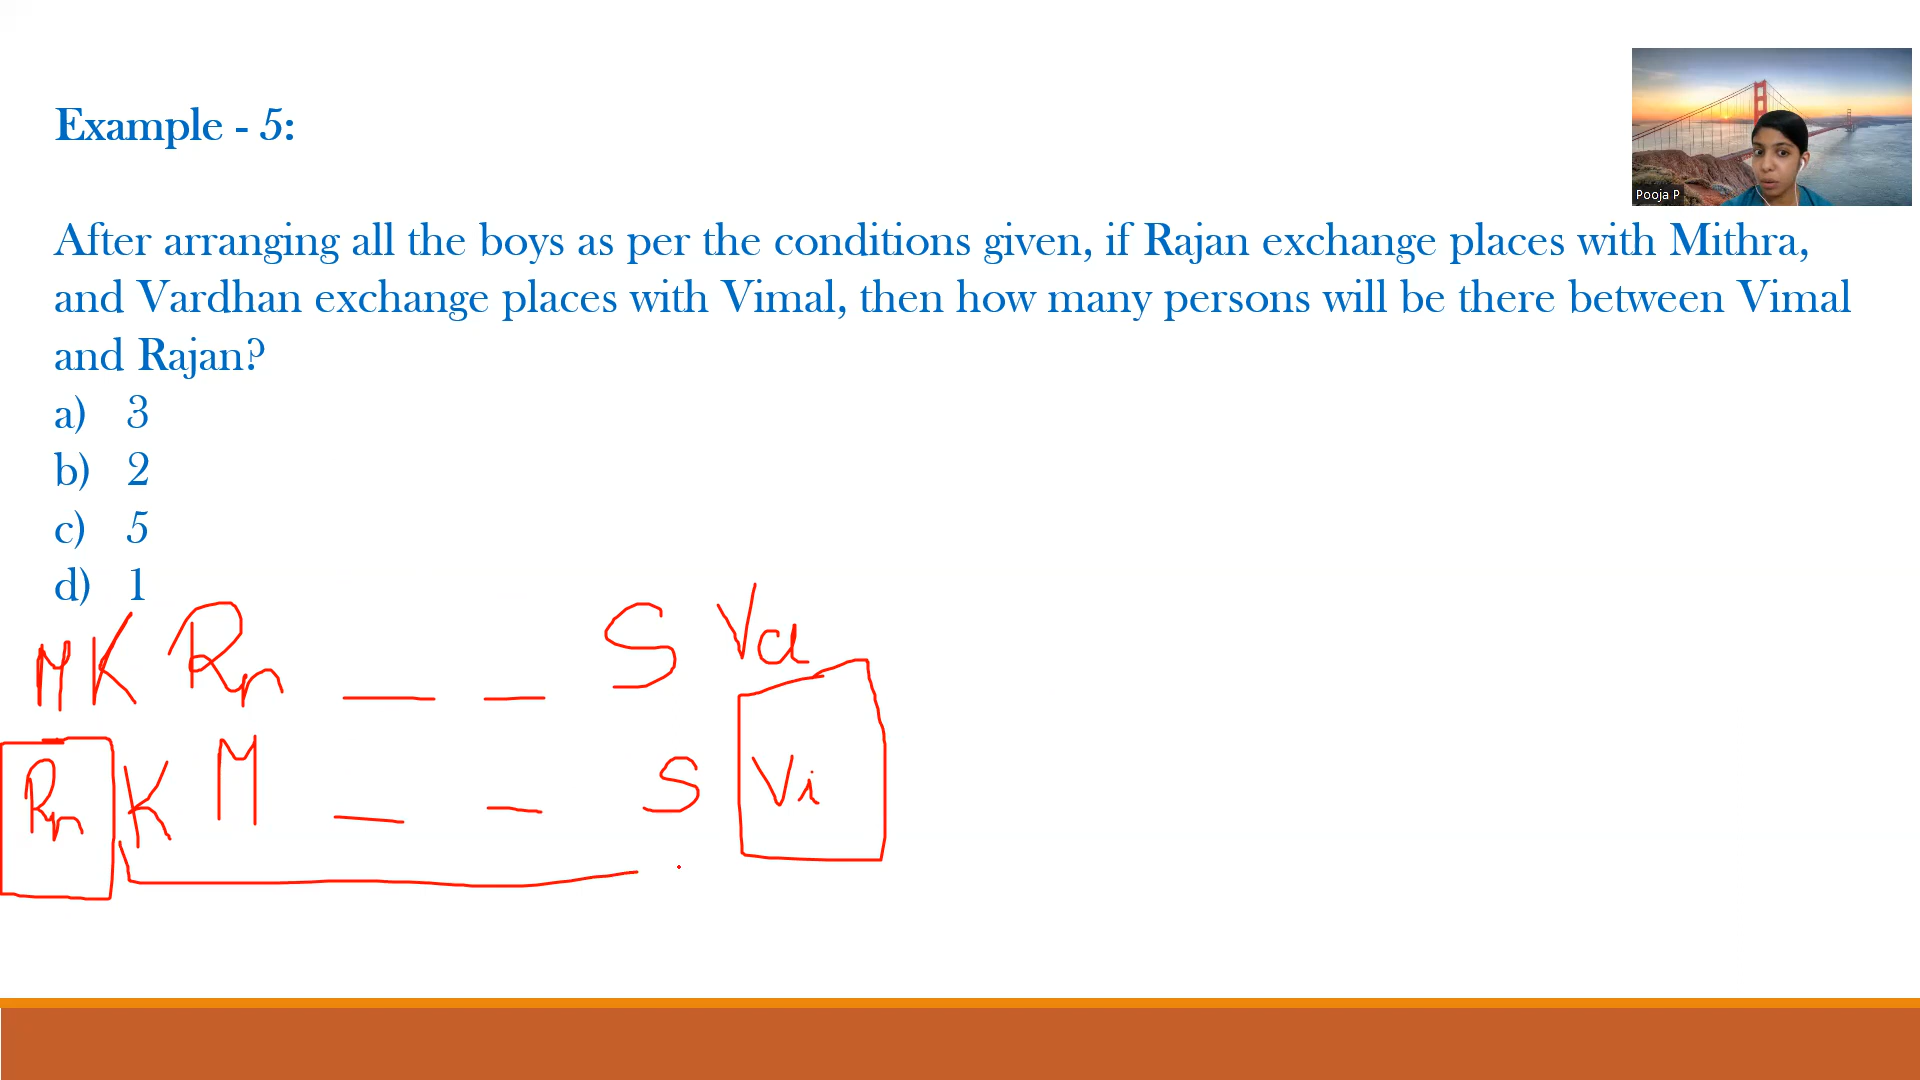 Pooja P
Example - 5:
After arranging all the boys as per the conditions given, if Rajan exchange places with Mithra,
and Vardhan exchange places with Vimal, then how many persons will be there between Vimal
and Rajan?
a) 3
b) 2
c) 5
d) 1
M K Rn _ _ S Va
Rn K M _ _ S Vi